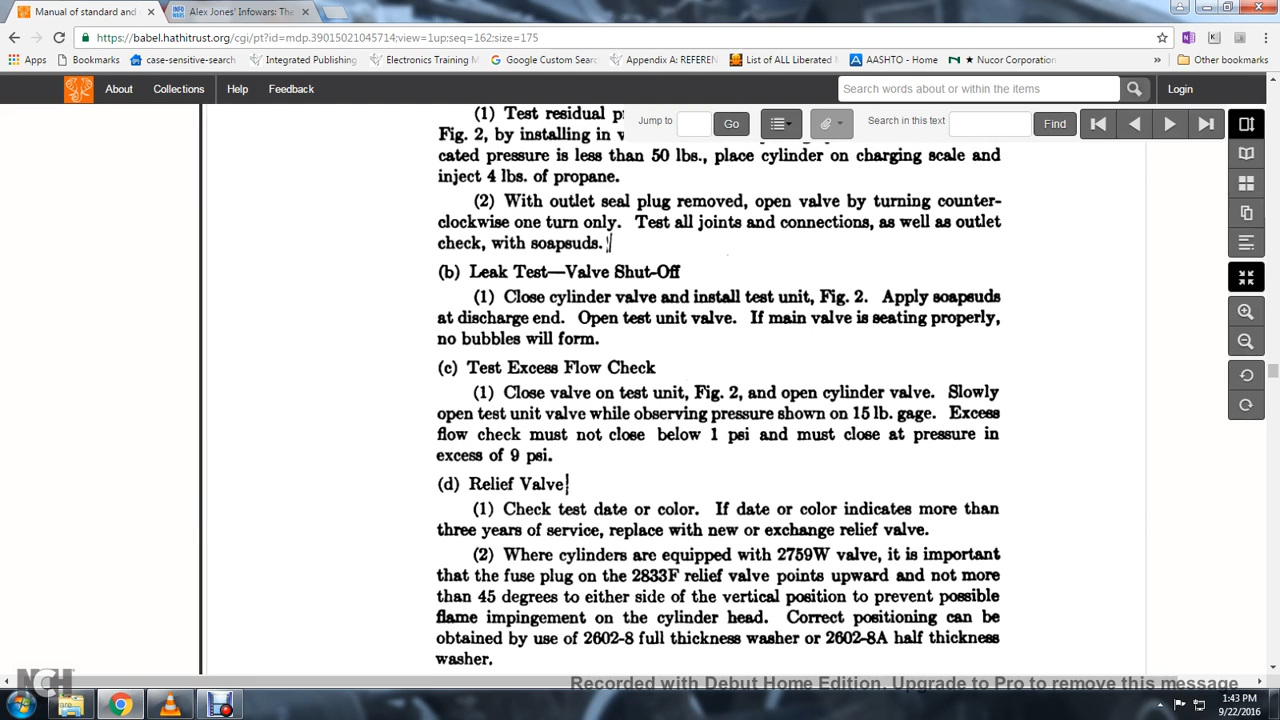 Manual of standard and
Alex Jones' Infowars: The
https://babel.hathitrust.org/cgi/pt?id=mdp.39015021045714;view=1up;seq=162;size=175
Apps Bookmarks case-sensitive-search Integrated Publishing Electronics Training M Google Custom Searc Appendix A: REFEREN List of ALL Liberated M AASHTO - Home Nucor Corporation Other bookmarks
About Collections Help Feedback Search words about or within the items Login
Jump to Go Search in this text Find
(1) Test residual
Fig. 2, by installing in
cated pressure is less than 50 lbs., place cylinder on charging scale and
inject 4 lbs. of propane.
(2) With outlet seal plug removed, open valve by turning counter-
clockwise one turn only. Test all joints and connections, as well as outlet
check, with soapsuds.
(b) Leak Test—Valve Shut-Off
(1) Close cylinder valve and install test unit, Fig. 2. Apply soapsuds
at discharge end. Open test unit valve. If main valve is seating properly,
no bubbles will form.
(c) Test Excess Flow Check
(1) Close valve on test unit, Fig. 2, and open cylinder valve. Slowly
open test unit valve while observing pressure shown on 15 lb. gage. Excess
flow check must not close below 1 psi and must close at pressure in
excess of 9 psi.
(d) Relief Valve
(1) Check test date or color. If date or color indicates more than
three years of service, replace with new or exchange relief valve.
(2) Where cylinders are equipped with 2759W valve, it is important
that the fuse plug on the 2833F relief valve points upward and not more
than 45 degrees to either side of the vertical position to prevent possible
flame impingement on the cylinder head. Correct positioning can be
obtained by use of 2602-8 full thickness washer or 2602-8A half thickness
washer.
NCH
Recorded with Debut Home Edition. Upgrade to Pro to remove this message
1:43 PM
9/22/2016